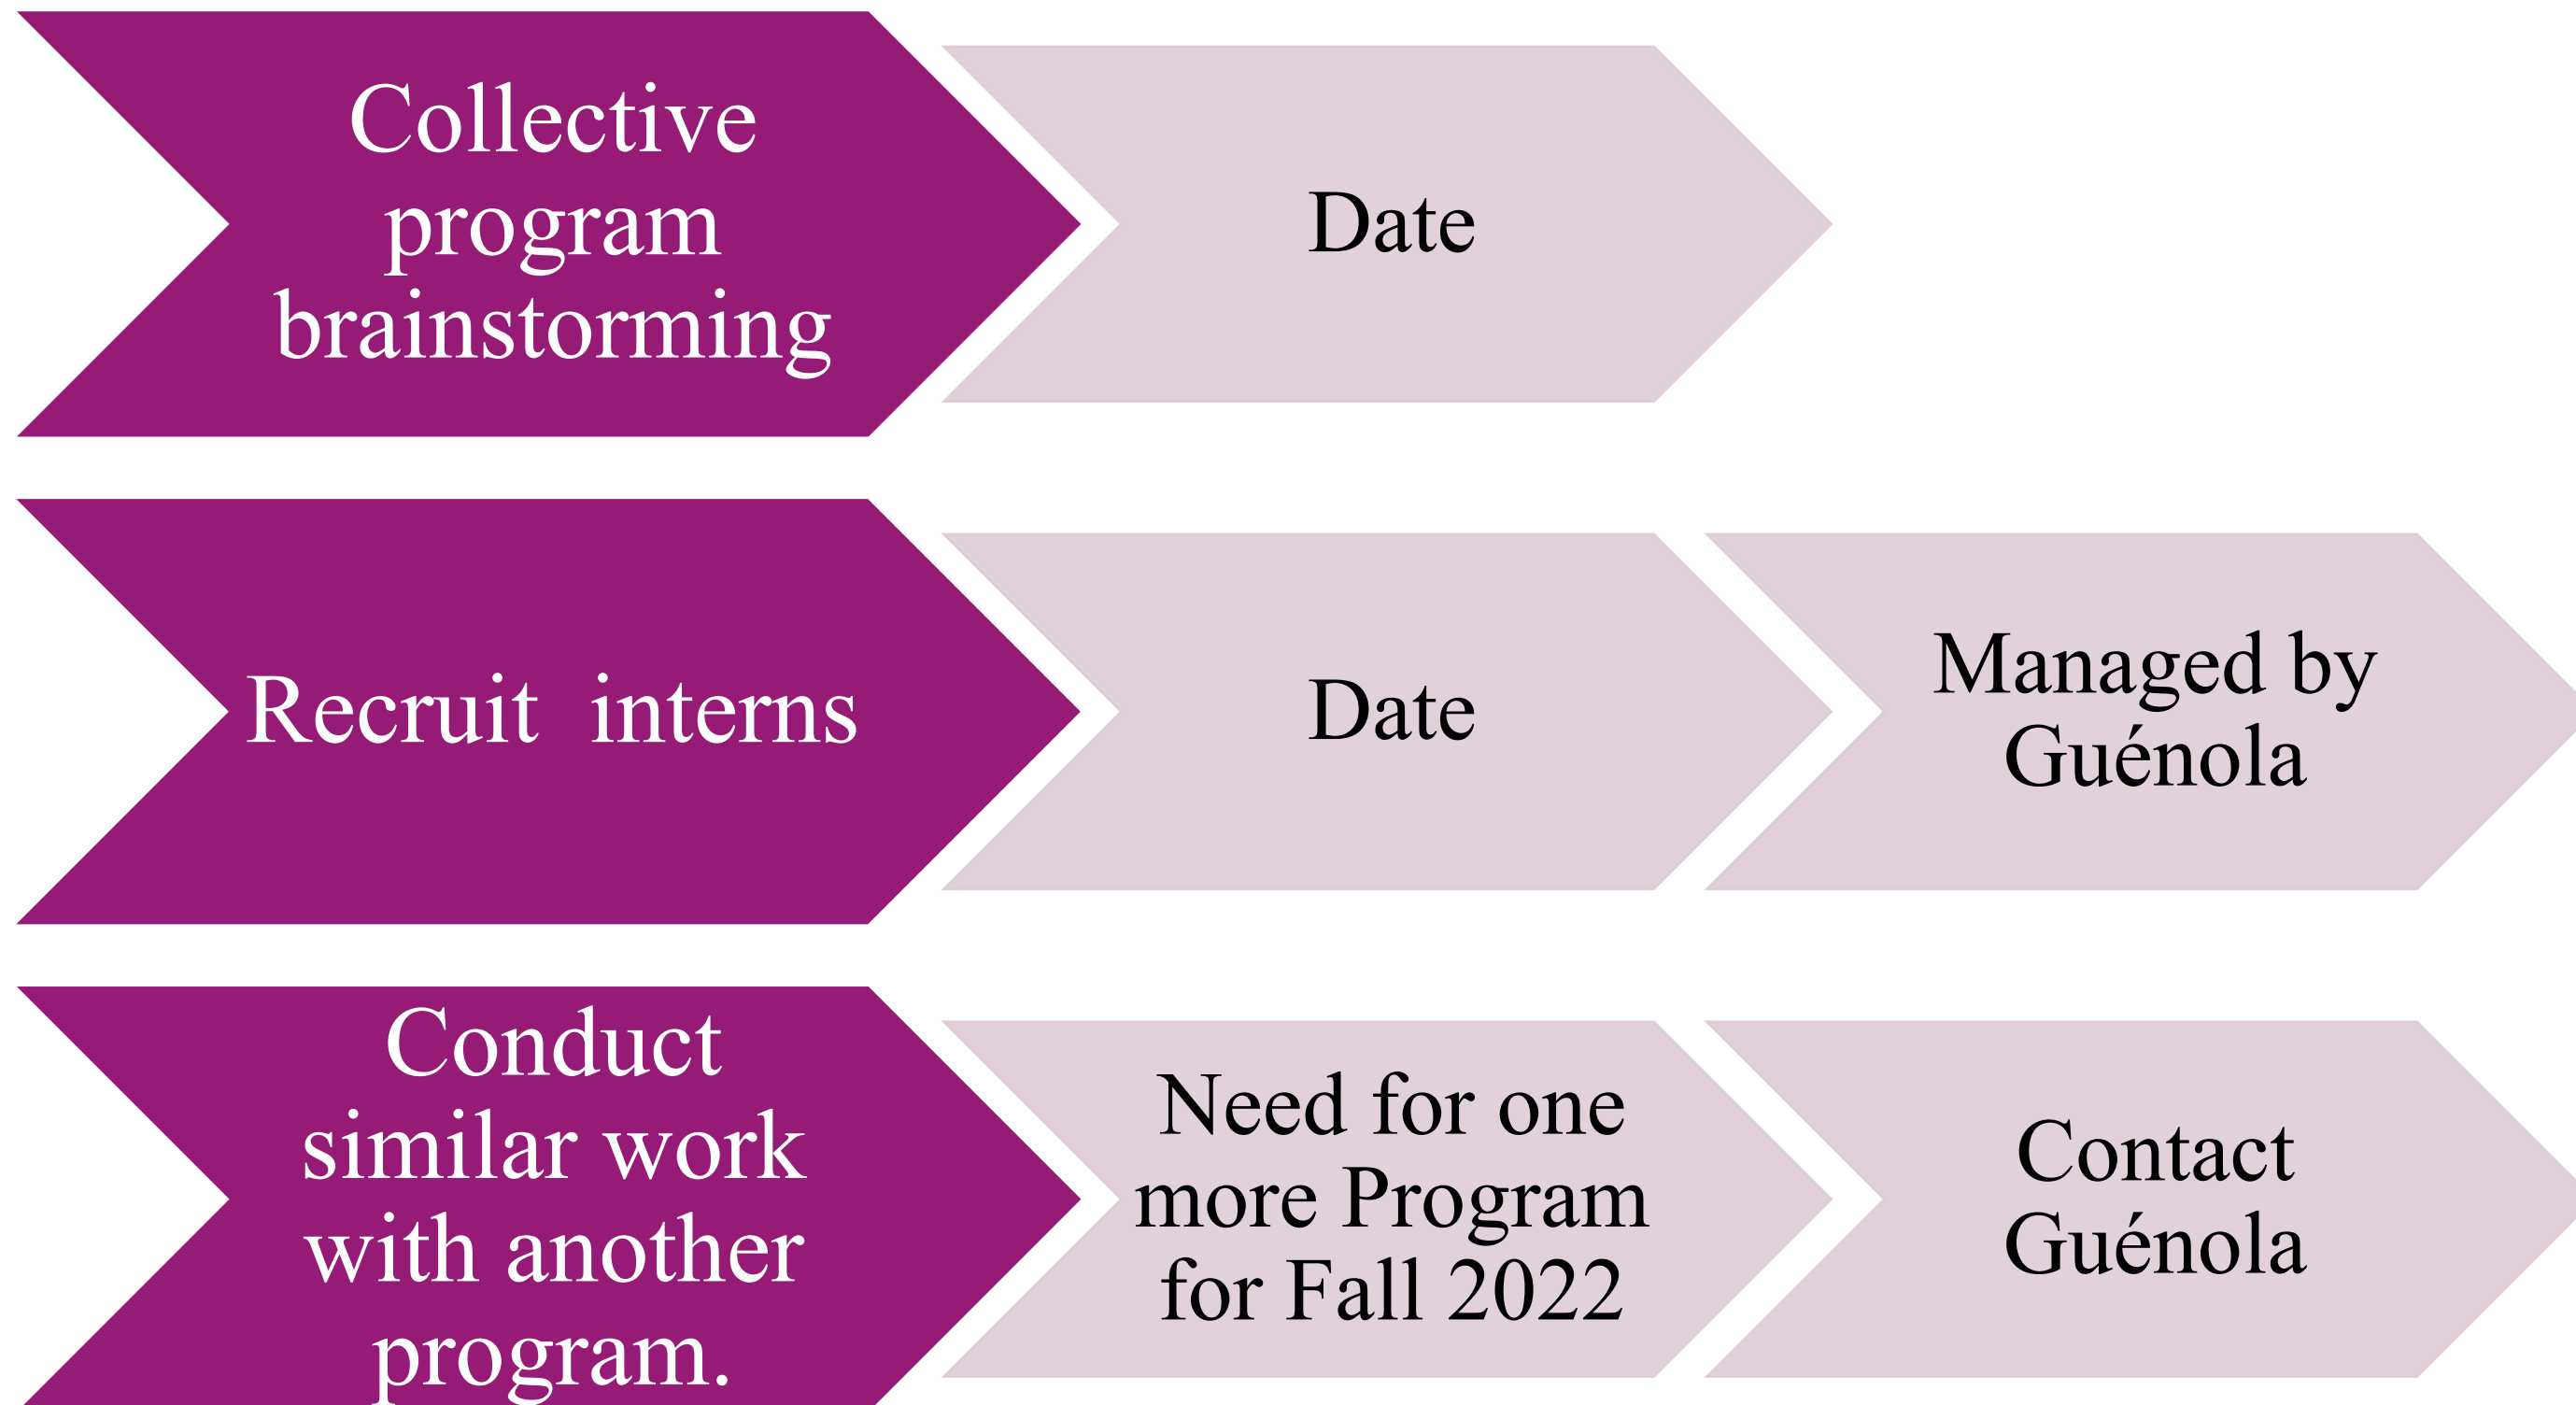 Collective
program
brainstorming
Date
Recruit  interns
Date
Managed by
Guénola
Conduct
similar work
with another
program.
Need for one
more Program
for Fall 2022
Contact
Guénola